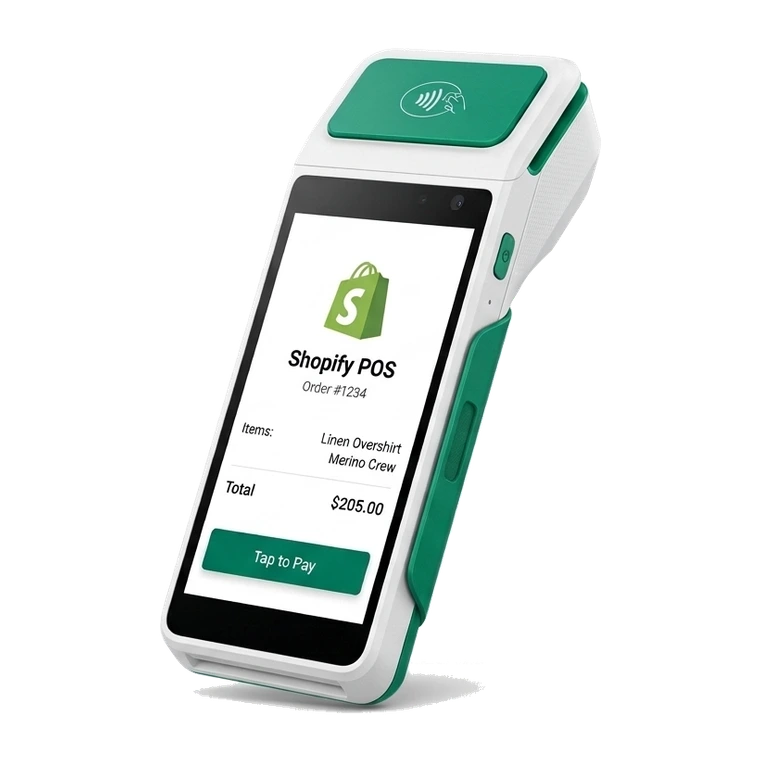 S
Shopify POS
Order #1234
Items:
Linen Overshirt
Merino Crew
Total
$205.00
Tap to Pay